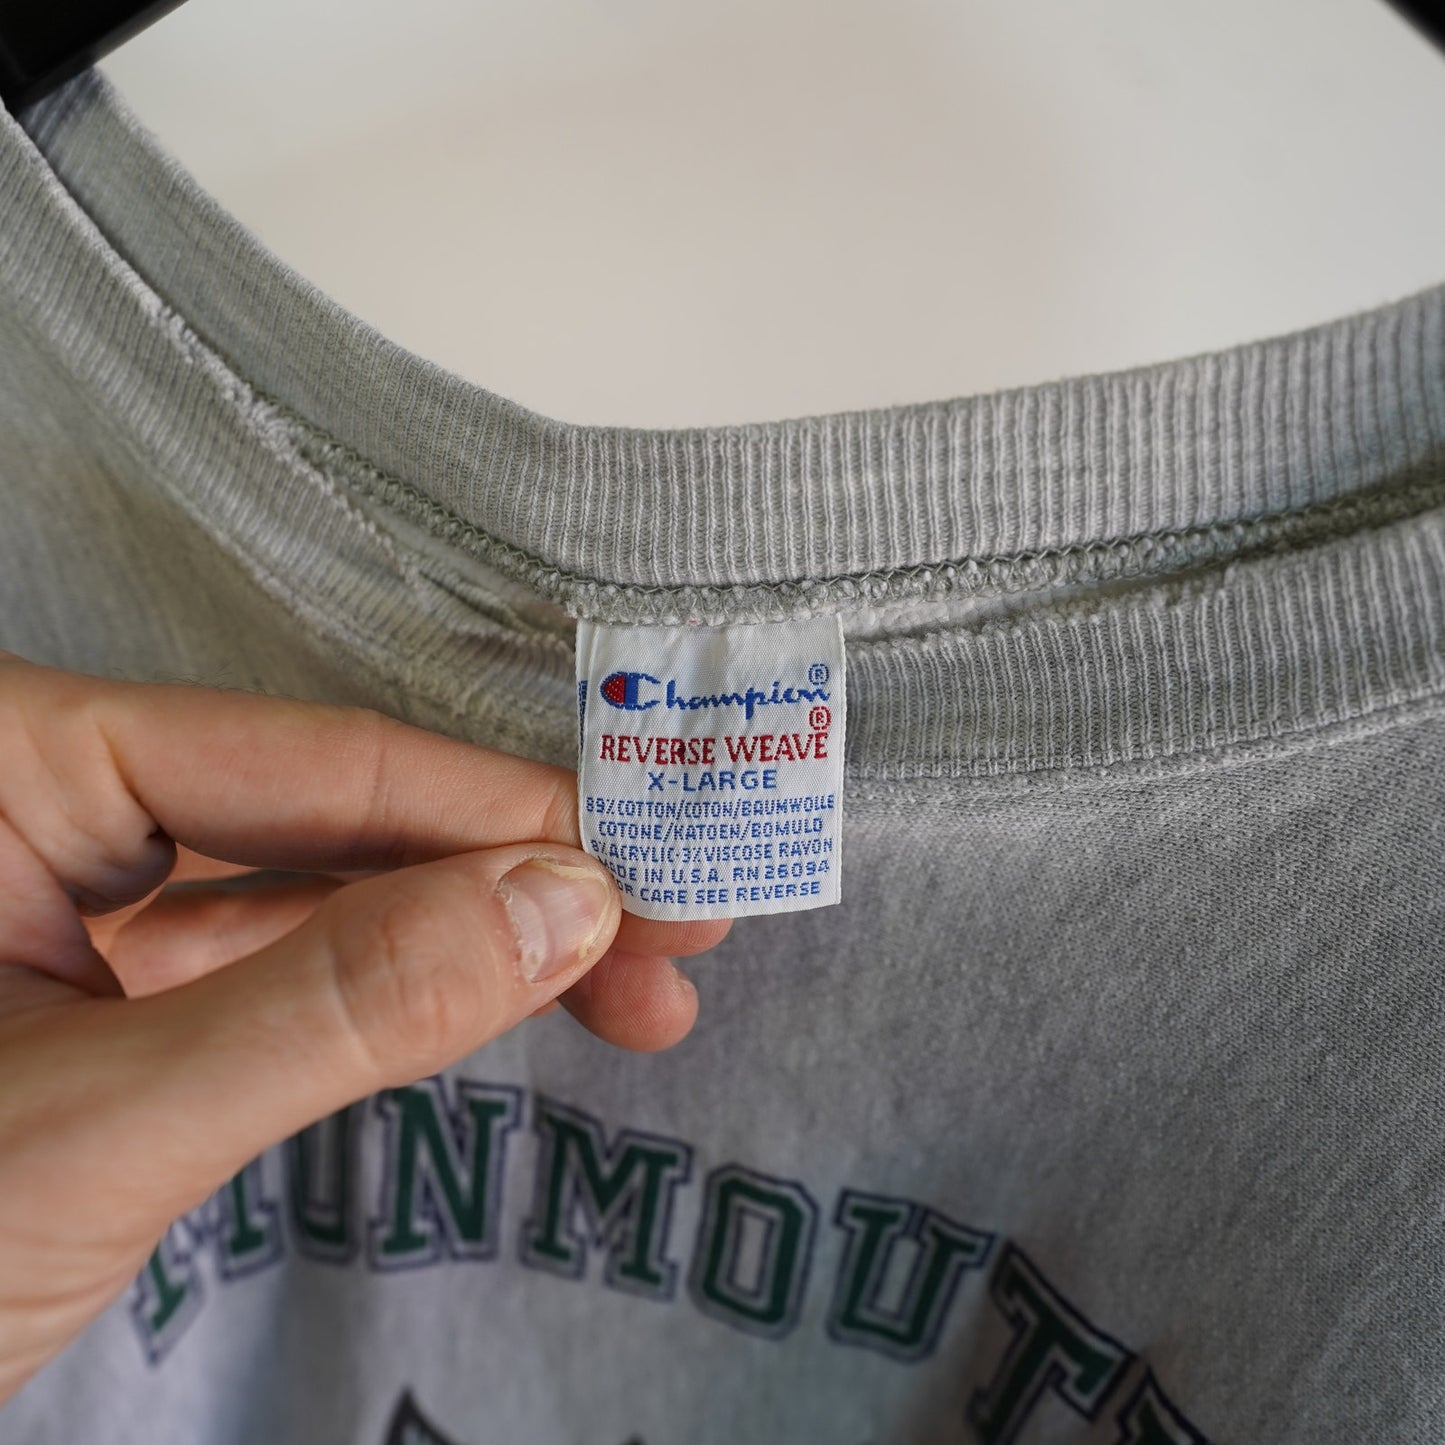 Champion®
REVERSE WEAVE®
X-LARGE
89% COTTON/COTON/BAUMWOLLE
COTONE/KATOEN/BOMULD
8% ACRYLIC-3% VISCOSE RAYON
MADE IN U.S.A. RN 26094
FOR CARE SEE REVERSE
MONMOUTH